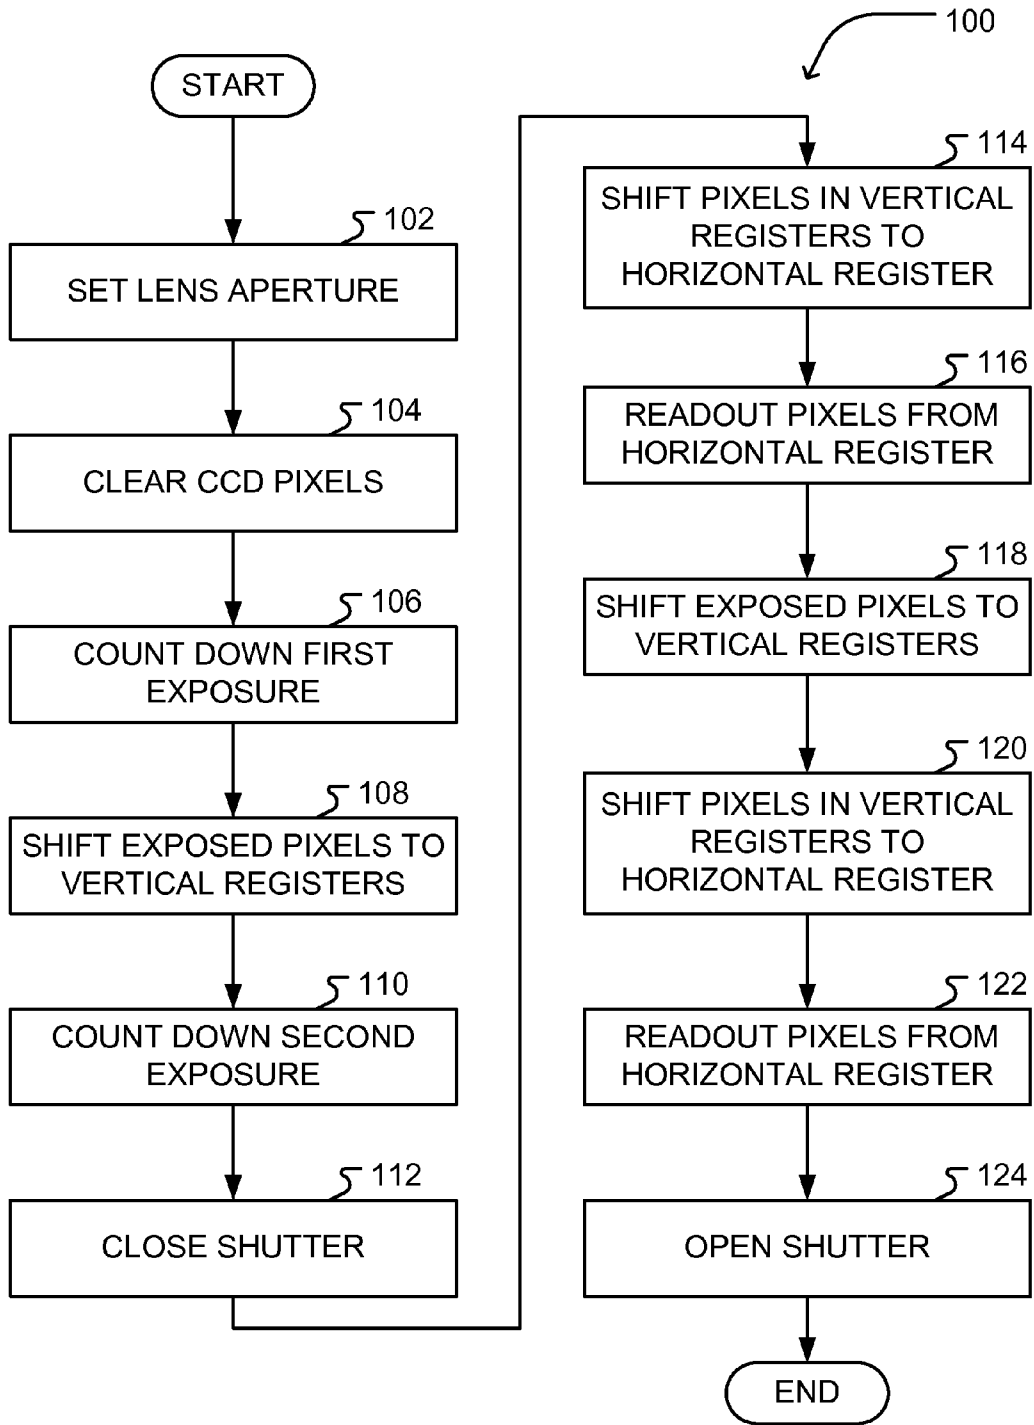 100
START
102
SET LENS APERTURE
104
CLEAR CCD PIXELS
106
COUNT DOWN FIRST
EXPOSURE
108
SHIFT EXPOSED PIXELS TO
VERTICAL REGISTERS
110
COUNT DOWN SECOND
EXPOSURE
112
CLOSE SHUTTER
114
SHIFT PIXELS IN VERTICAL
REGISTERS TO
HORIZONTAL REGISTER
116
READOUT PIXELS FROM
HORIZONTAL REGISTER
118
SHIFT EXPOSED PIXELS TO
VERTICAL REGISTERS
120
SHIFT PIXELS IN VERTICAL
REGISTERS TO
HORIZONTAL REGISTER
122
READOUT PIXELS FROM
HORIZONTAL REGISTER
124
OPEN SHUTTER
END